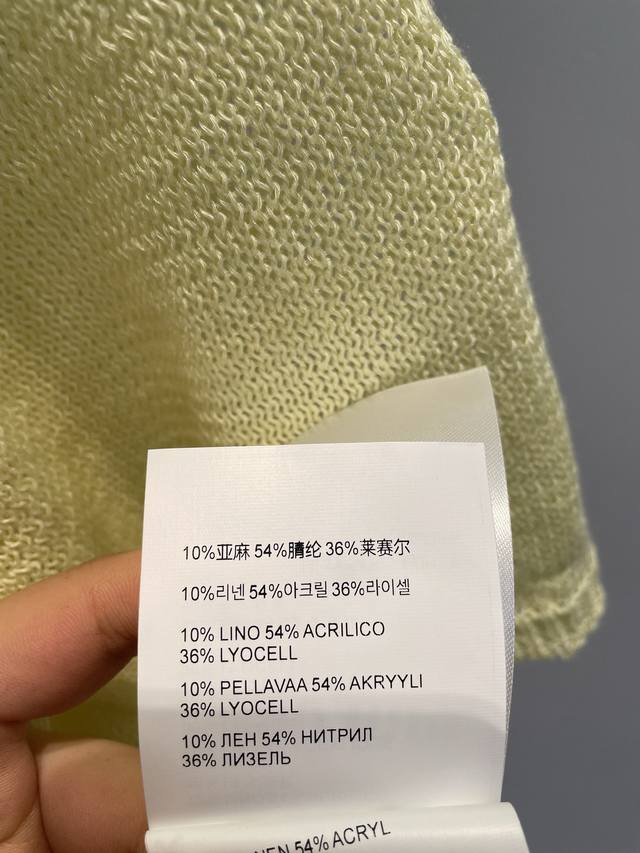 10%亚麻 54%腈纶 36%莱赛尔
10%리넨 54%아크릴 36%라이셀
10% LINO 54% ACRILICO
36% LYOCELL
10% PELLAVAA 54% AKRYYLI
36% LYOCELL
10% ЛЕН 54% НИТРИЛ
36% ЛИЗЕЛЬ
54% ACRYL